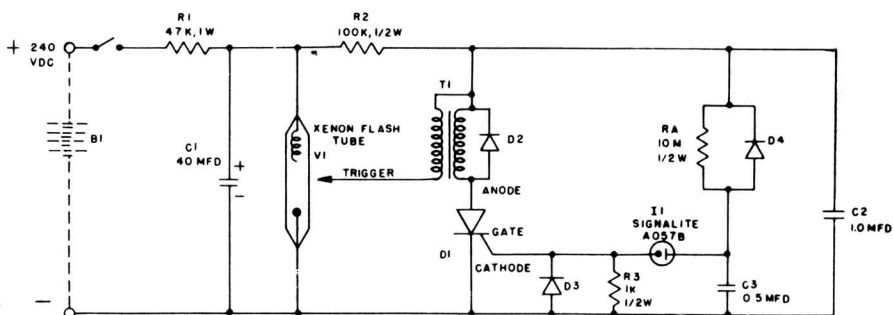 R1
47K, 1W
R2
100K, 1/2W
+ 240
VDC
B1
C1
40 MFD
+
-
XENON FLASH
TUBE
V1
TRIGGER
T1
D2
ANODE
GATE
D1
CATHODE
D3
R3
1K
1/2W
I1
SIGNALITE
A057B
RA
10 M
1/2W
D4
C3
0.5 MFD
C2
1.0 MFD
-